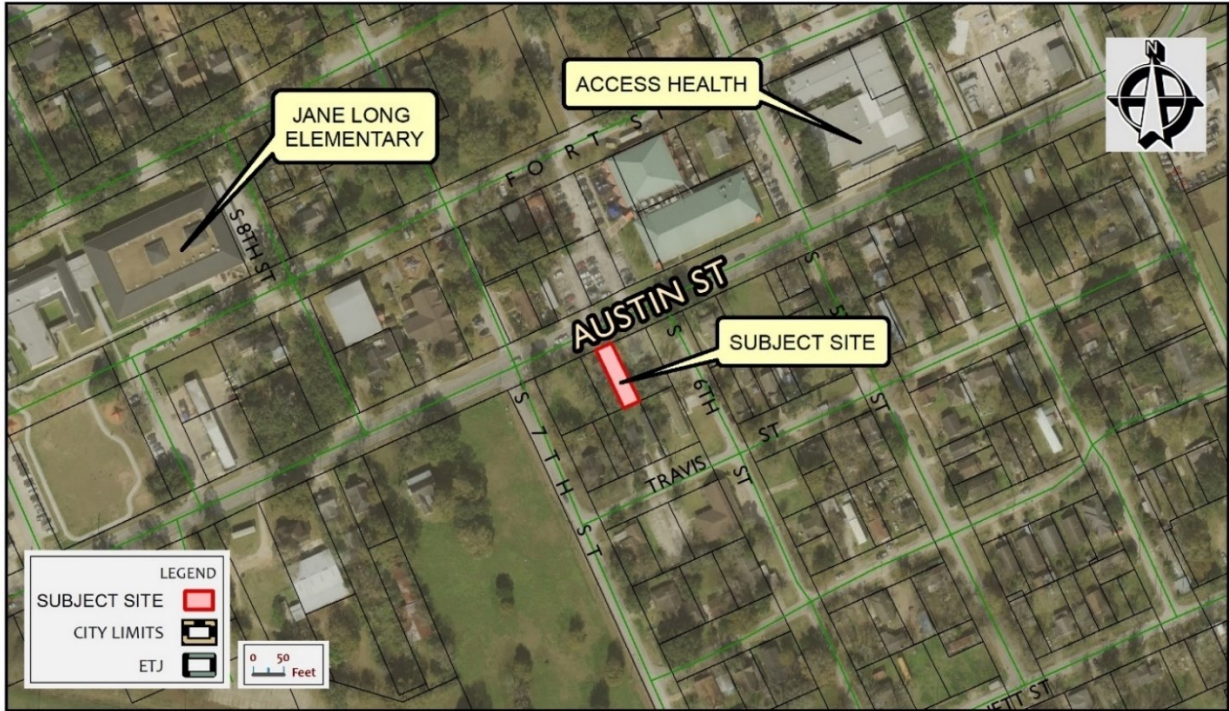 N
ACCESS HEALTH
JANE LONG
ELEMENTARY
FORT ST
S 8TH ST
AUSTIN ST
SUBJECT SITE
S 5TH ST
S 6TH ST
S 7TH ST
TRAVIS ST
LEGEND
SUBJECT SITE
CITY LIMITS
ETJ
0 50
Feet